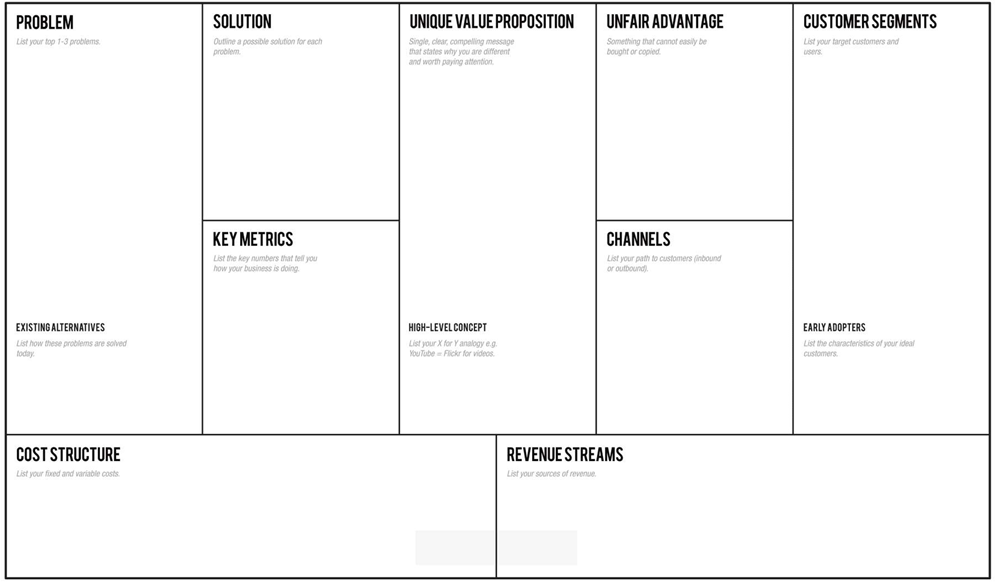 PROBLEM
List your top 1-3 problems.
EXISTING ALTERNATIVES
List how these problems are solved
today.
SOLUTION
Outline a possible solution for each
problem.
KEY METRICS
List the key numbers that tell you
how your business is doing.
UNIQUE VALUE PROPOSITION
Single, clear, compelling message
that states why you are different
and worth paying attention.
HIGH-LEVEL CONCEPT
List your X for Y analogy e.g.
YouTube = Flickr for videos.
UNFAIR ADVANTAGE
Something that cannot easily be
bought or copied.
CHANNELS
List your path to customers (inbound
or outbound).
CUSTOMER SEGMENTS
List your target customers and
users.
EARLY ADOPTERS
List the characteristics of your ideal
customers.
COST STRUCTURE
List your fixed and variable costs.
REVENUE STREAMS
List your sources of revenue.